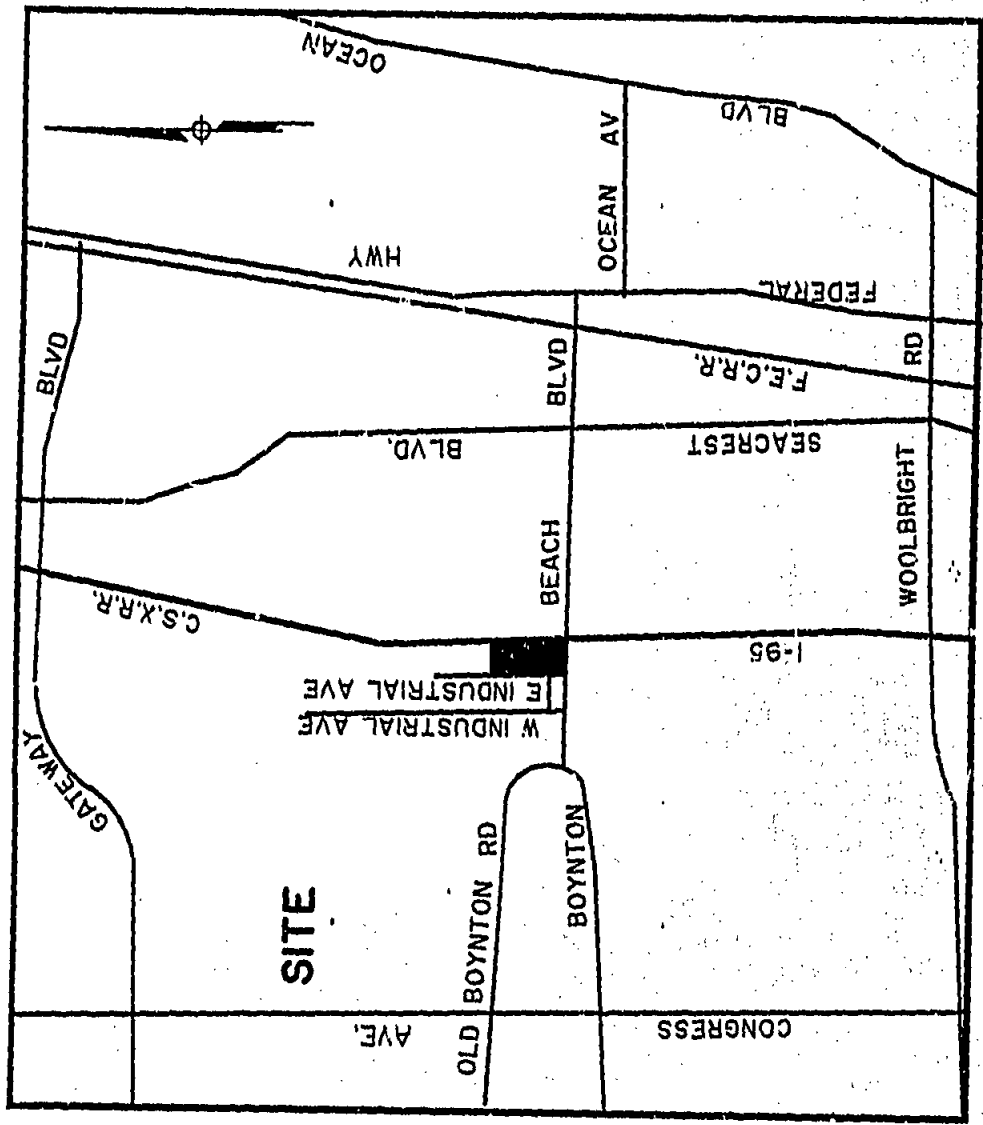 OCEAN
BLVD
OCEAN AV
HWY
FEDERAL
BLVD
BLVD
RD
F.E.C.R.R.
BLVD.
SEACREST
WOOLBRIGHT
BEACH
C.S.X.R.R.
I-95
E INDUSTRIAL AVE
W. INDUSTRIAL AVE
GATEWAY
SITE
OLD BOYNTON RD
BOYNTON
AVE.
CONGRESS